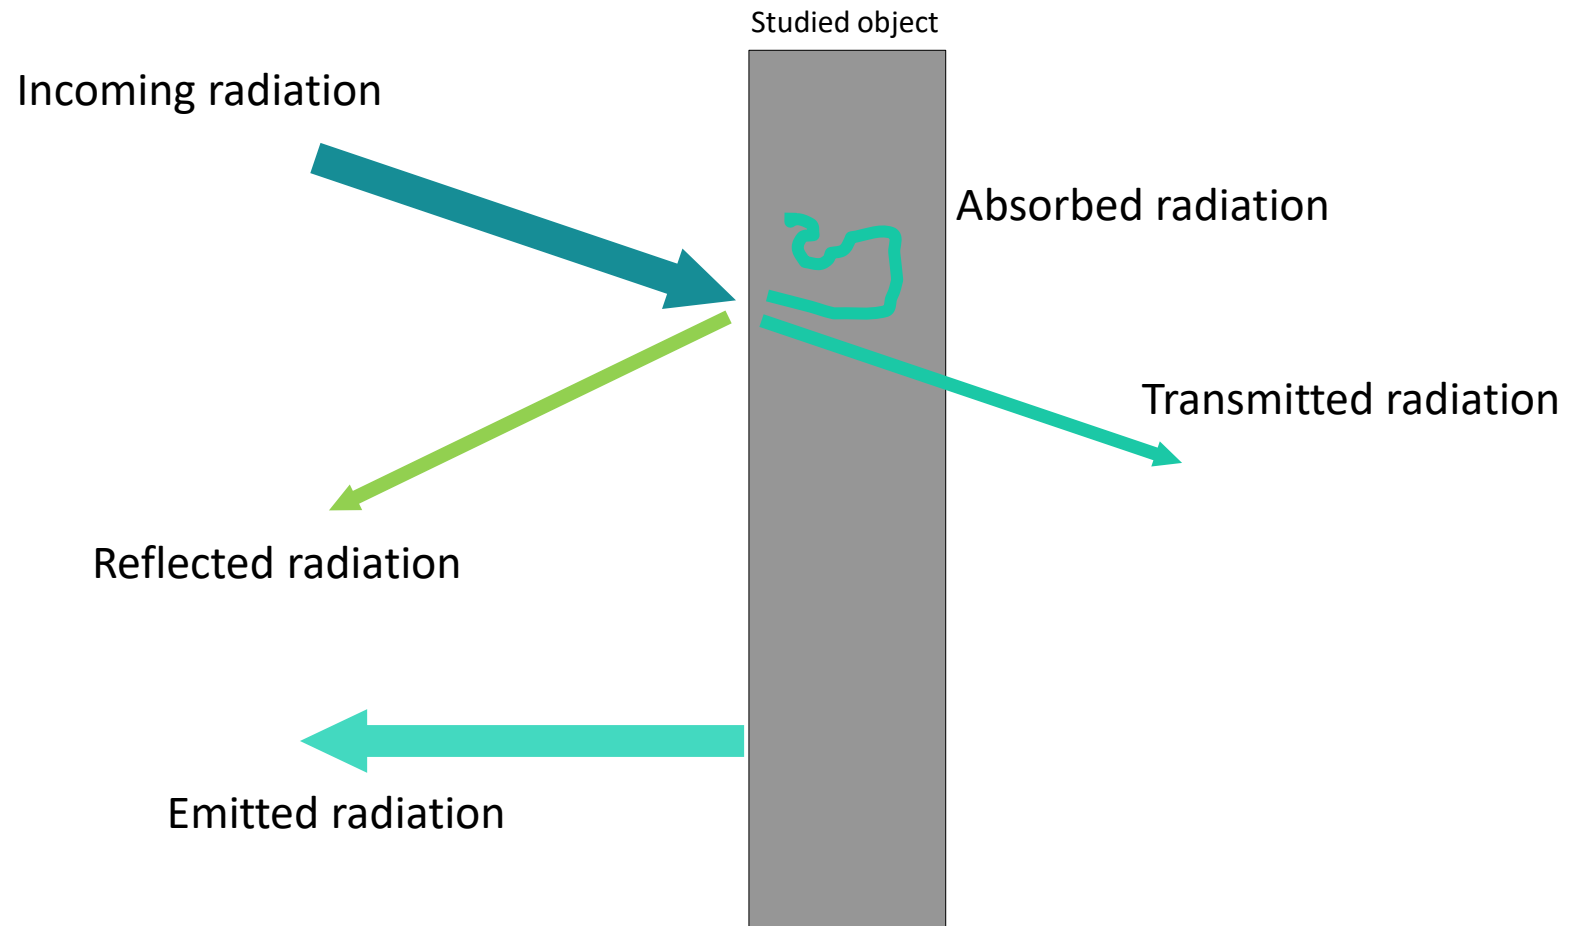 Studied object
Incoming radiation
Absorbed radiation
Transmitted radiation
Reflected radiation
Emitted radiation